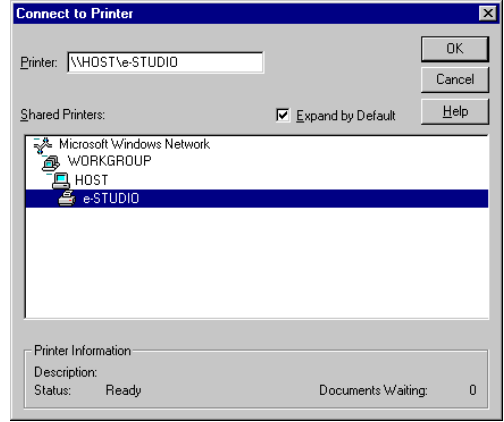 Connect to Printer
Printer: \\HOST\e-STUDIO
OK
Cancel
Shared Printers:
Expand by Default
Help
Microsoft Windows Network
WORKGROUP
HOST
e-STUDIO
Printer Information
Description:
Status: Ready Documents Waiting: 0